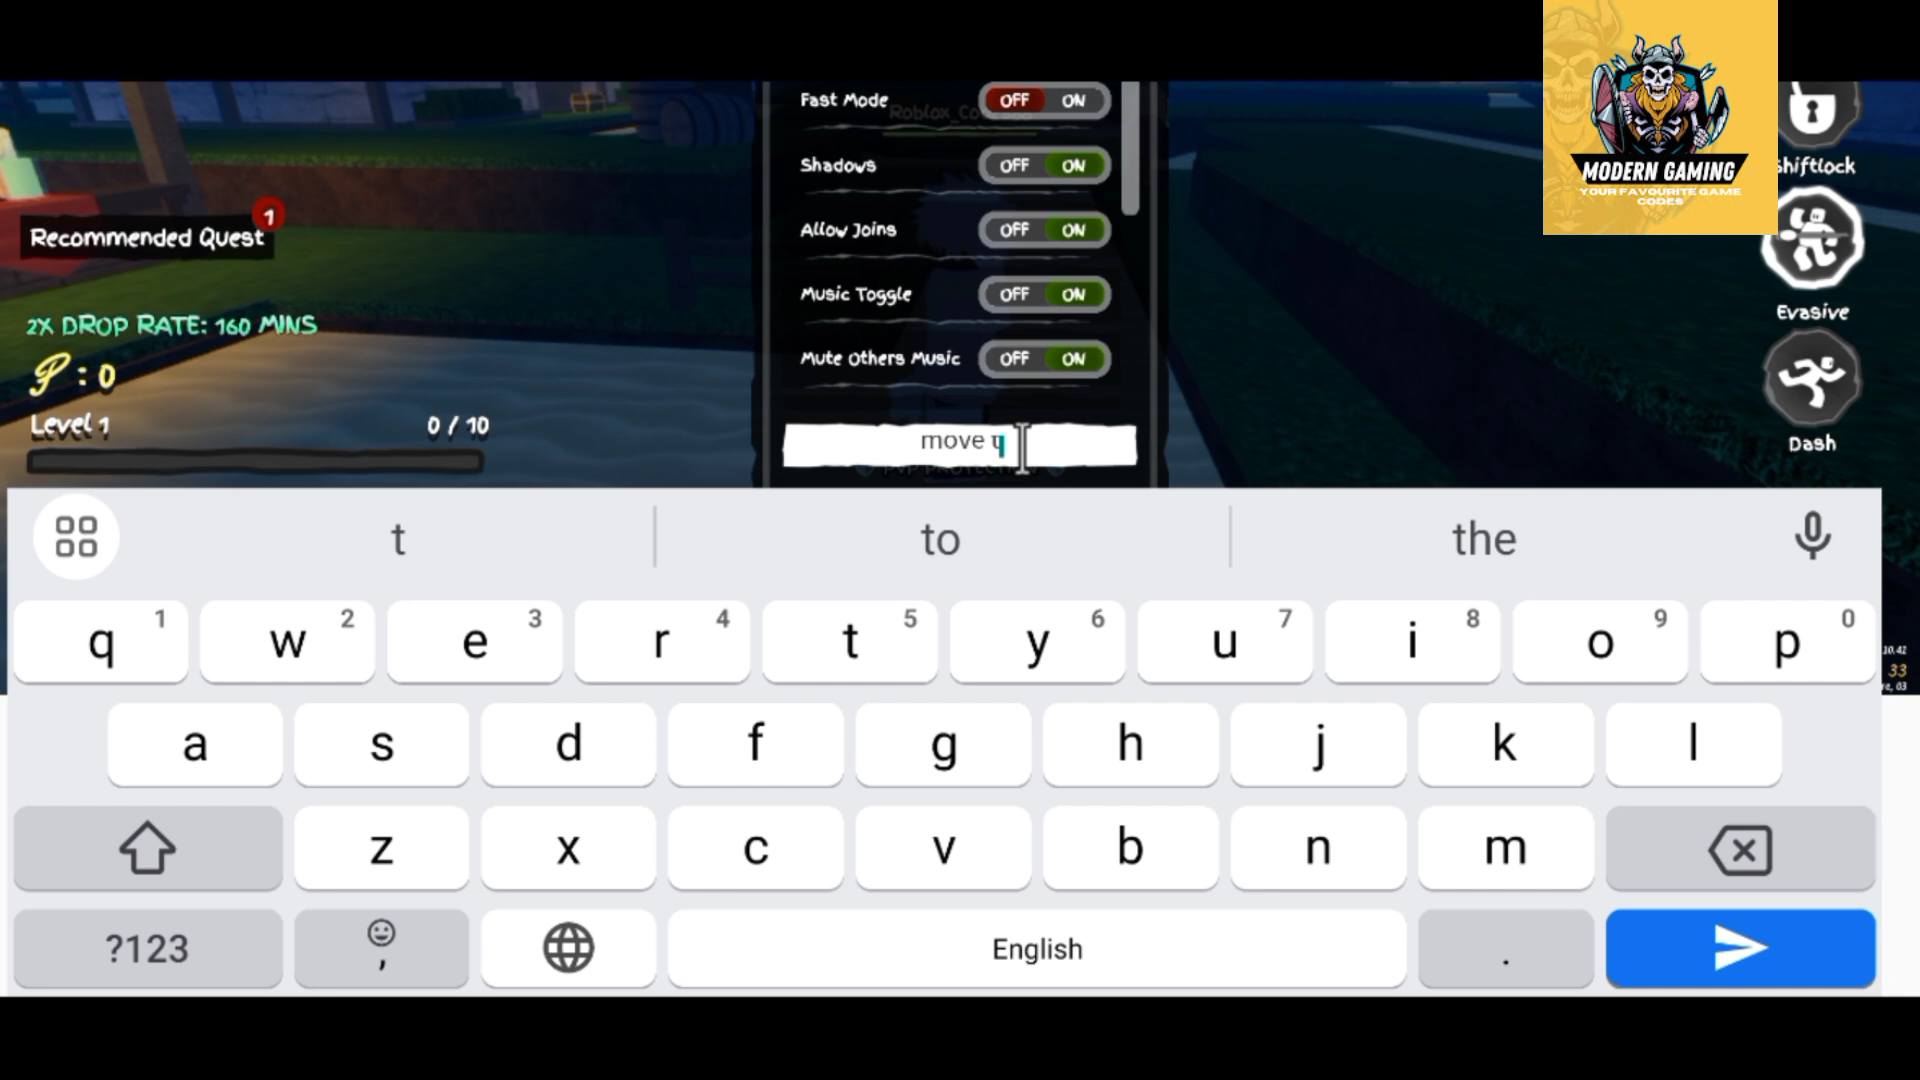 Fast Mode OFF ON
Shadows OFF ON
Allow Joins OFF ON
Music Toggle OFF ON
Mute Others Music OFF ON
move t
MODERN GAMING
YOUR FAVOURITE GAME
CODES
Shiftlock
Evasive
Dash
Recommended Quest 1
2X DROP RATE: 160 MINS
P : 0
Level 1 0 / 10
t to the
q 1 w 2 e 3 r 4 t 5 y 6 u 7 i 8 o 9 p 0
a s d f g h j k l
z x c v b n m
?123 , English .
33